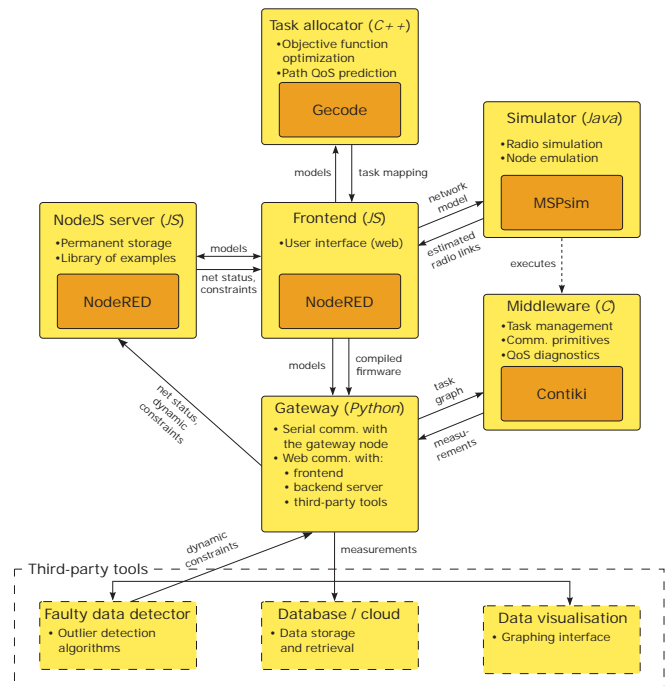 Task allocator (C++)
•Objective function
optimization
•Path QoS prediction
Gecode
models
task mapping
Simulator (Java)
•Radio simulation
•Node emulation
MSPsim
network
model
estimated
radio links
executes
NodeJS server (JS)
•Permanent storage
•Library of examples
NodeRED
models
net status,
constraints
Frontend (JS)
•User interface (web)
NodeRED
Middleware (C)
•Task management
•Comm. primitives
•QoS diagnostics
Contiki
models
compiled
firmware
net status,
dynamic
constraints
Gateway (Python)
• Serial comm. with
the gateway node
• Web comm. with:
• frontend
• backend server
• third-party tools
task
graph
measu-
rements
dynamic
constraints
measurements
Third-party tools
Faulty data detector
• Outlier detection
algorithms
Database / cloud
• Data storage
and retrieval
Data visualisation
• Graphing interface